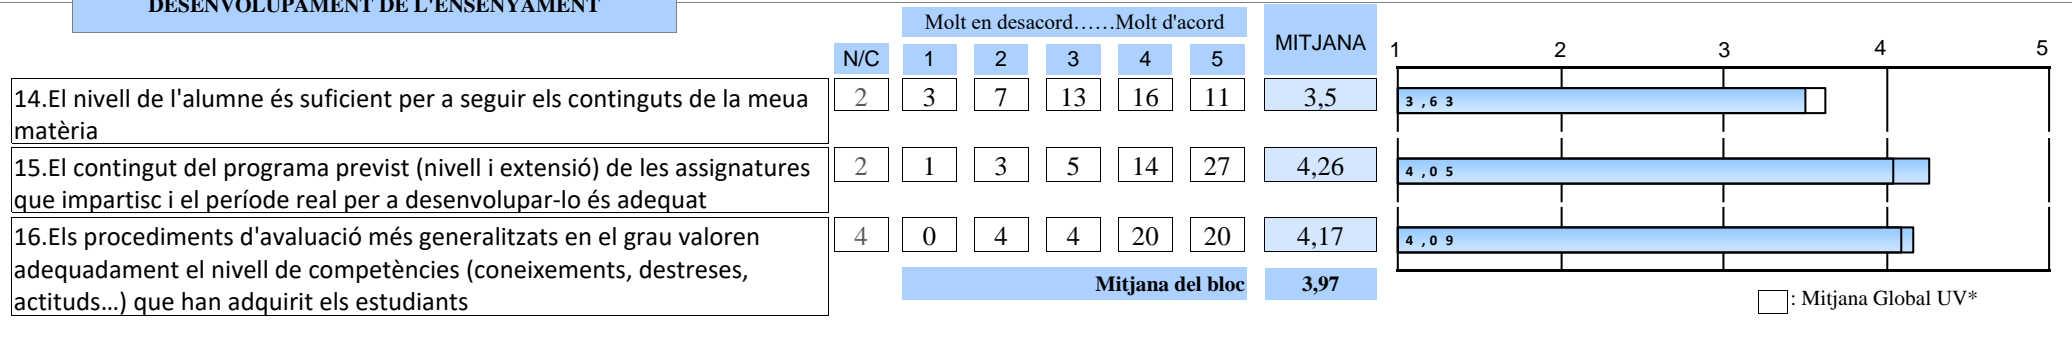 DESENVOLUPAMENT DE L'ENSENYAMENT
Molt en desacord……Molt d'acord
MITJANA
N/C 1 2 3 4 5
1 2 3 4 5
14.El nivell de l'alumne és suficient per a seguir els continguts de la meua
matèria
2 3 7 13 16 11 3,5
3,63
15.El contingut del programa previst (nivell i extensió) de les assignatures
que impartisc i el període real per a desenvolupar-lo és adequat
2 1 3 5 14 27 4,26
4,05
16.Els procediments d'avaluació més generalitzats en el grau valoren
adequadament el nivell de competències (coneixements, destreses,
actituds…) que han adquirit els estudiants
4 0 4 4 20 20 4,17
4,09
Mitjana del bloc 3,97
: Mitjana Global UV*